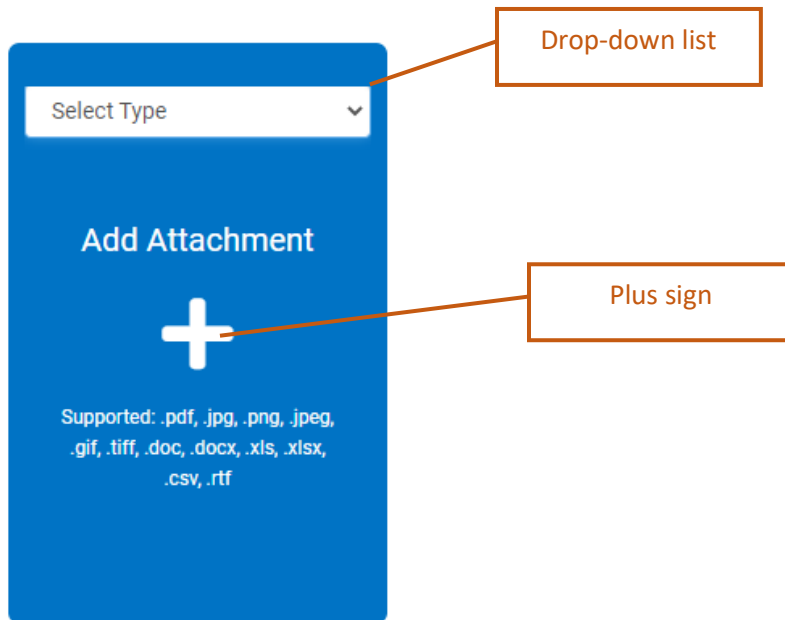 Drop-down list
Select Type
Add Attachment
Plus sign
Supported: .pdf, .jpg, .png, .jpeg,
.gif, .tiff, .doc, .docx, .xls, .xlsx,
.csv, .rtf